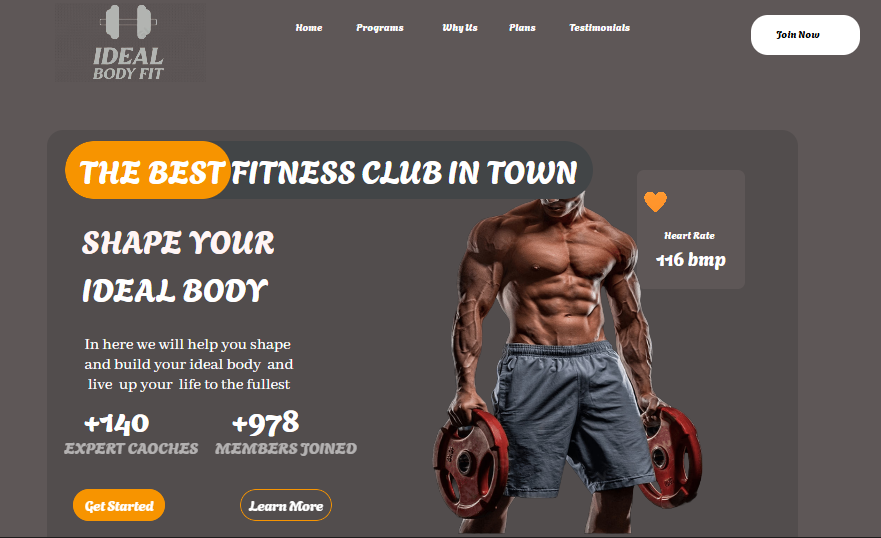 IDEAL
BODY FIT
Home Programs Why Us Plans Testimonials
Join Now
THE BEST FITNESS CLUB IN TOWN
SHAPE YOUR
IDEAL BODY
Heart Rate
116 bmp
In here we will help you shape
and build your ideal body and
live up your life to the fullest
+140 +978
EXPERT CAOCHES MEMBERS JOINED
Get Started Learn More